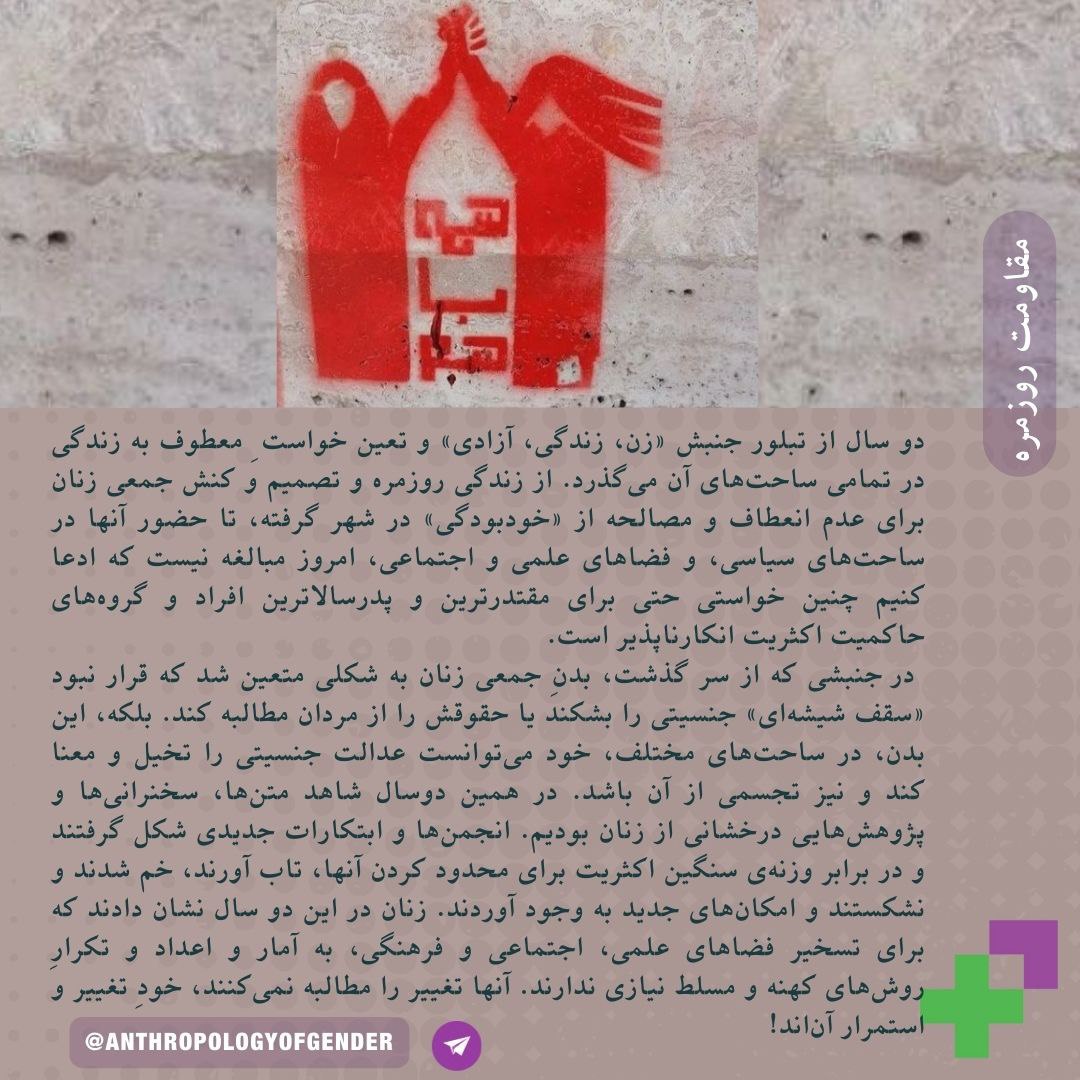 همه
با
هم
مقاومت روزمره
دو سال از تبلور جنبش «زن، زندگی، آزادی» و تعین خواستِ معطوف به زندگی
در تمامی ساحت‌های آن می‌گذرد. از زندگی روزمره و تصمیم و کنش جمعی زنان
برای عدم انعطاف و مصالحه از «خودبودگی» در شهر گرفته، تا حضور آنها در
ساحت‌های سیاسی، و فضاهای علمی و اجتماعی، امروز مبالغه نیست که ادعا
کنیم چنین خواستی حتی برای مقتدرترین و پدرسالاترین افراد و گروه‌های
حاکمیت اکثریت انکارناپذیر است.
در جنبشی که از سر گذشت، بدنِ جمعی زنان به شکلی متعین شد که قرار نبود
«سقف شیشه‌ای» جنسیتی را بشکند یا حقوقش را از مردان مطالبه کند. بلکه، این
بدن، در ساحت‌های مختلف، خود می‌توانست عدالت جنسیتی را تخیل و معنا
کند و نیز تجسمی از آن باشد. در همین دوسال شاهد متن‌ها، سخنرانی‌ها و
پژوهش‌هایی درخشانی از زنان بودیم. انجمن‌ها و ابتکارات جدیدی شکل گرفتند
و در برابر وزنه‌ی سنگین اکثریت برای محدود کردن آنها، تاب آورند، خم شدند و
نشکستند و امکان‌های جدید به وجود آوردند. زنان در این دو سال نشان دادند که
برای تسخیر فضاهای علمی، اجتماعی و فرهنگی، به آمار و اعداد و تکرارِ
روش‌های کهنه و مسلط نیازی ندارند. آنها تغییر را مطالبه نمی‌کنند، خودِ تغییر و
استمرار آن‌اند!
@ANTHROPOLOGYOFGENDER